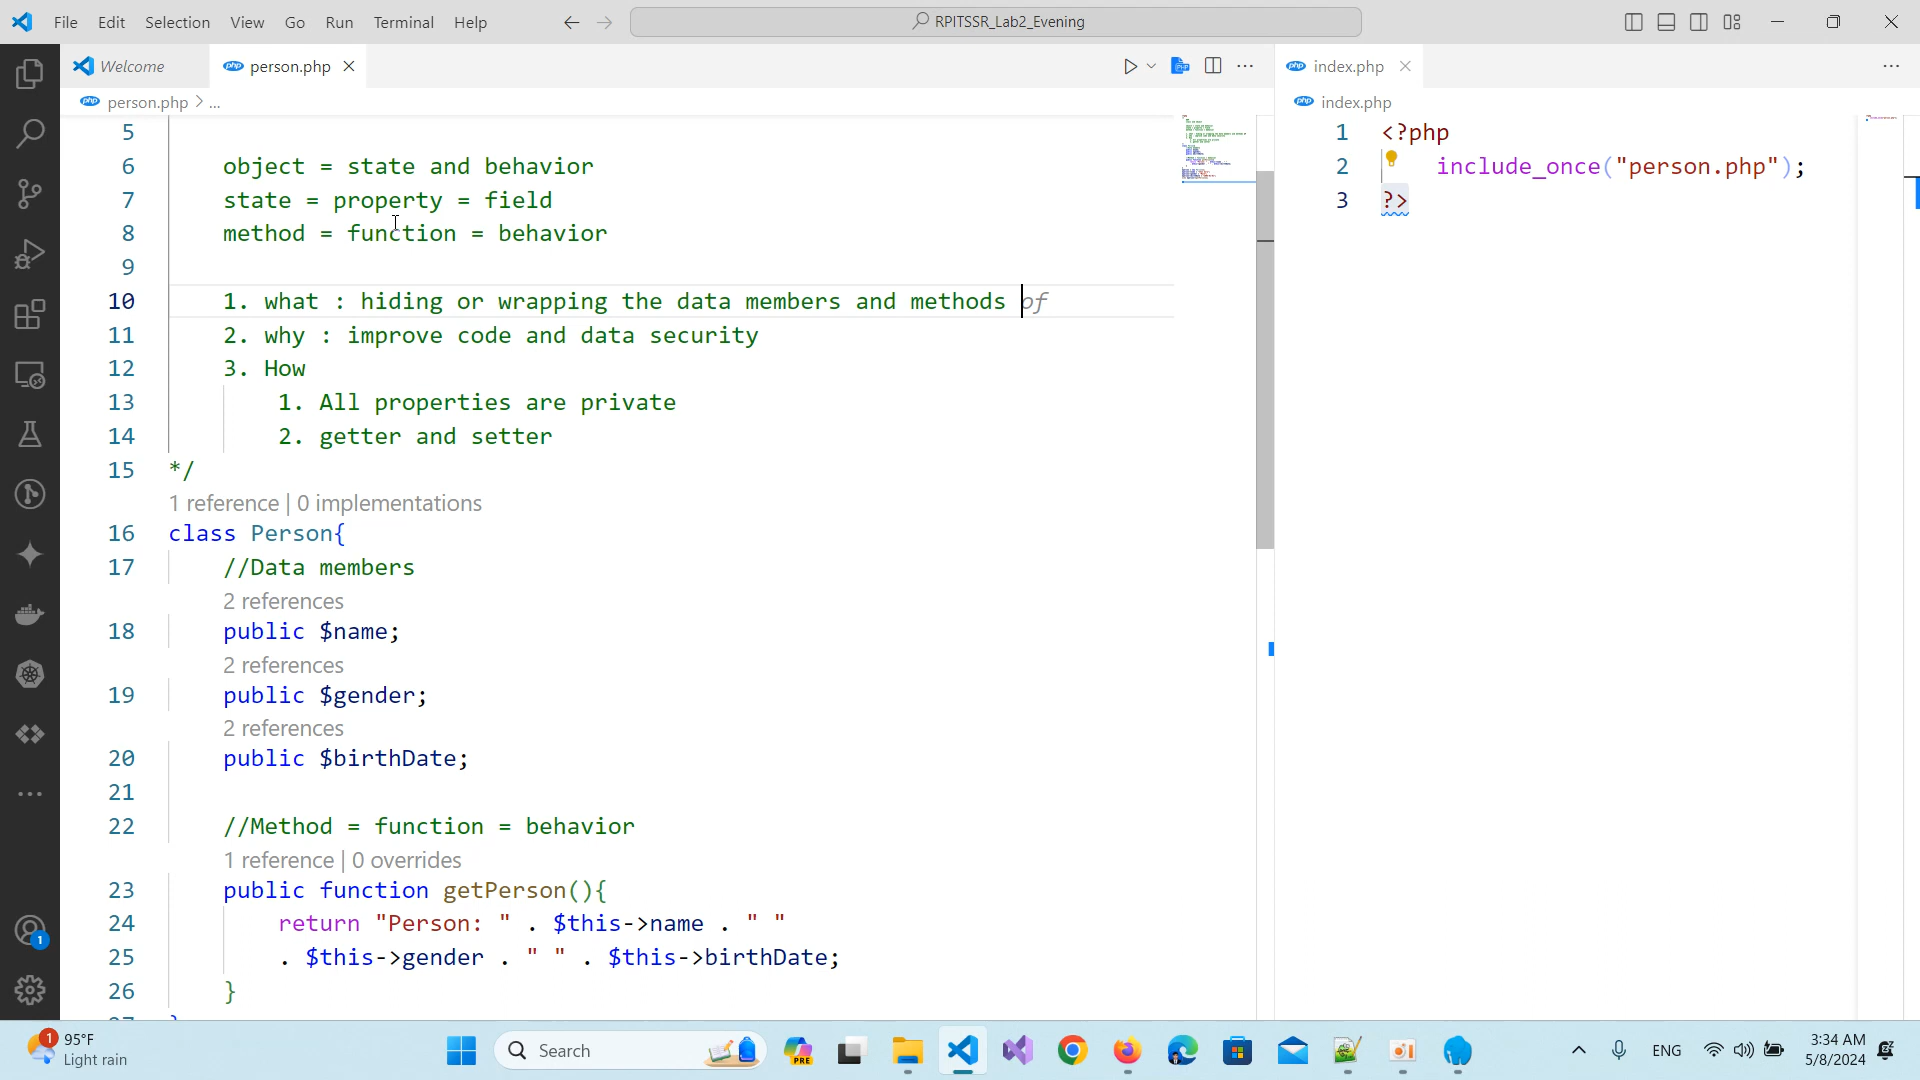 File Edit Selection View Go Run Terminal Help
RPITSSR_Lab2_Evening
Welcome
person.php
index.php
person.php > ...
index.php
5
6 object = state and behavior
7 state = property = field
8 method = function = behavior
9
10 1. what : hiding or wrapping the data members and methods of
11 2. why : improve code and data security
12 3. How
13 1. All properties are private
14 2. getter and setter
15 */
1 reference | 0 implementations
16 class Person{
17 //Data members
2 references
18 public $name;
2 references
19 public $gender;
2 references
20 public $birthDate;
21
22 //Method = function = behavior
1 reference | 0 overrides
23 public function getPerson(){
24 return "Person: " . $this->name . " "
25 . $this->gender . " " . $this->birthDate;
26 }
1 <?php
2 include_once("person.php");
3 ?>
1
1
95°F
Light rain
Search
PRE
ENG
3:34 AM
5/8/2024